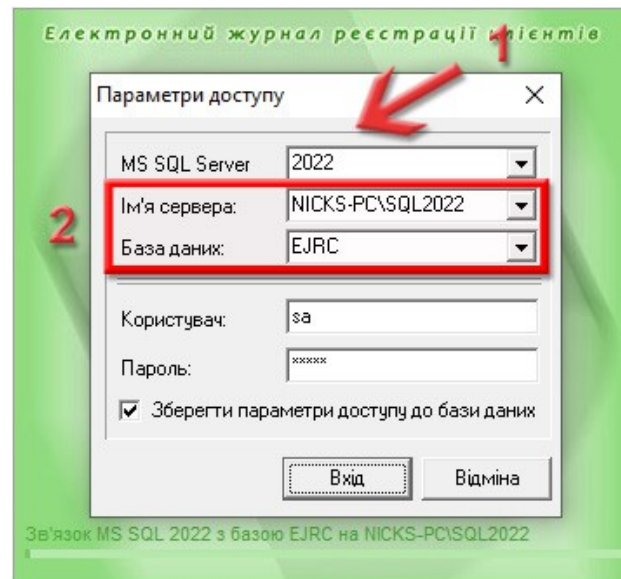 Електронний журнал реєстрації клієнтів
1
Параметри доступу
MS SQL Server 2022
2
Ім'я сервера: NICKS-PC\SQL2022
База даних: EJRC
Користувач: sa
Пароль: xxxxx
Зберегти параметри доступу до бази даних
Вхід Відміна
Зв'язок MS SQL 2022 з базою EJRC на NICKS-PC\SQL2022